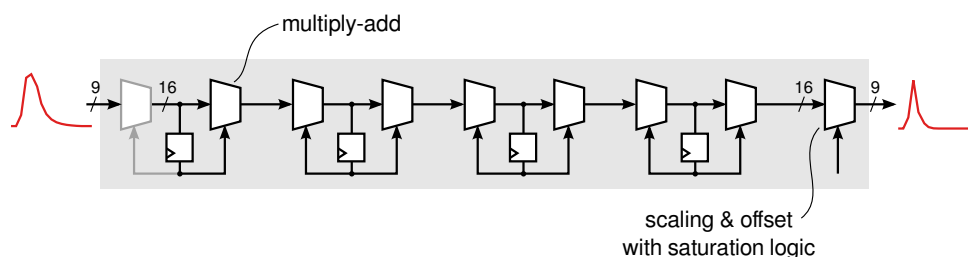 multiply-add
9
16
16
9
scaling & offset
with saturation logic